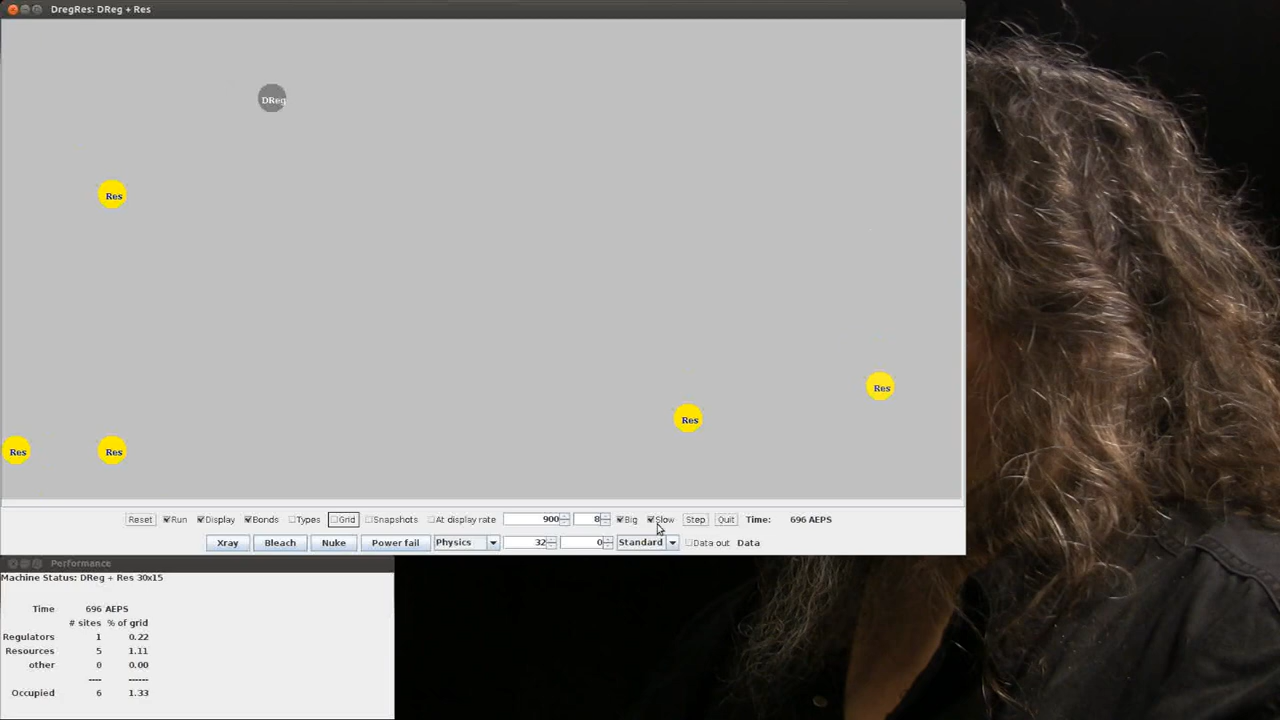 DregRes: DReg + Res
DReg
Res
Res
Res
Res
Res
Reset Run Display Bonds Types Grid Snapshots At display rate 900 8 Big Slow Step Quit Time: 696 AEPS
Xray Bleach Nuke Power fail Physics 32 0 Standard Data out Data
Performance
Machine Status: DReg + Res 30x15
Time 696 AEPS
# sites % of grid
Regulators 1 0.22
Resources 5 1.11
other 0 0.00
---- ------
Occupied 6 1.33